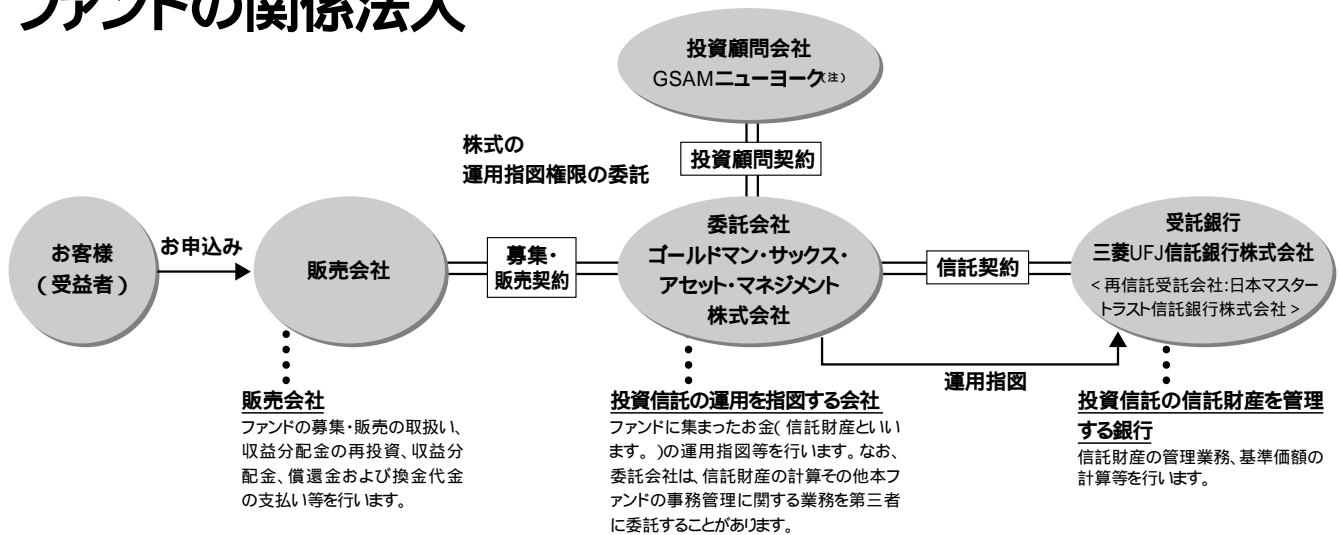 ファンドの関係法人
投資顧問会社
GSAMニューヨーク(注)
株式の
運用指図権限の委託
投資顧問契約
お客様
(受益者)
お申込み
販売会社
募集・
販売契約
委託会社
ゴールドマン・サックス・
アセット・マネジメント
株式会社
信託契約
受託銀行
三菱UFJ信託銀行株式会社
<再信託受託会社:日本マスター
トラスト信託銀行株式会社>
運用指図
販売会社
ファンドの募集・販売の取扱い、
収益分配金の再投資、収益分
配金、償還金および換金代金
の支払い等を行います。
投資信託の運用を指図する会社
ファンドに集まったお金(信託財産といい
ます。)の運用指図等を行います。なお、
委託会社は、信託財産の計算その他本フ
ァンドの事務管理に関する業務を第三者
に委託することがあります。
投資信託の信託財産を管理
する銀行
信託財産の管理業務、基準価額の
計算等を行います。